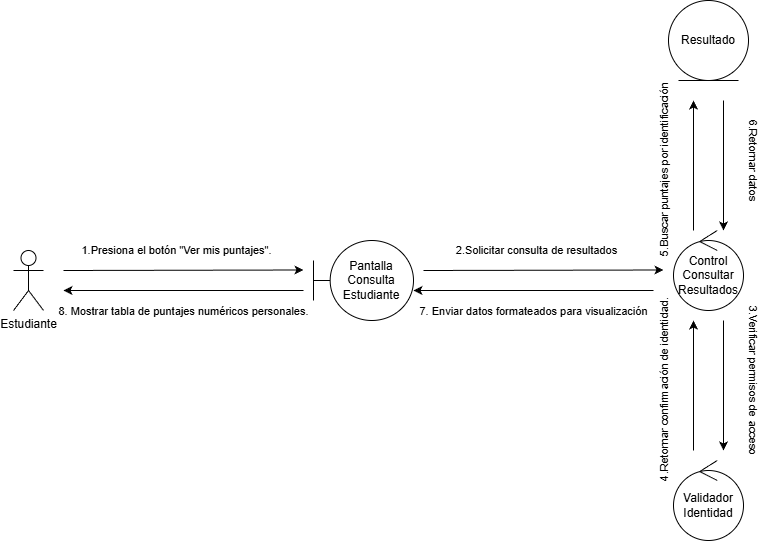 Resultado
5.Buscar puntajes por identificación
6.Retornar datos
1.Presiona el botón "Ver mis puntajes".
2.Solicitar consulta de resultados
Pantalla
Consulta
Estudiante
Control
Consultar
Resultados
Estudiante
8. Mostrar tabla de puntajes numéricos personales.
7. Enviar datos formateados para visualización
4.Retornar confirmación de identidad.
3.Verificar permisos de acceso
Validador
Identidad